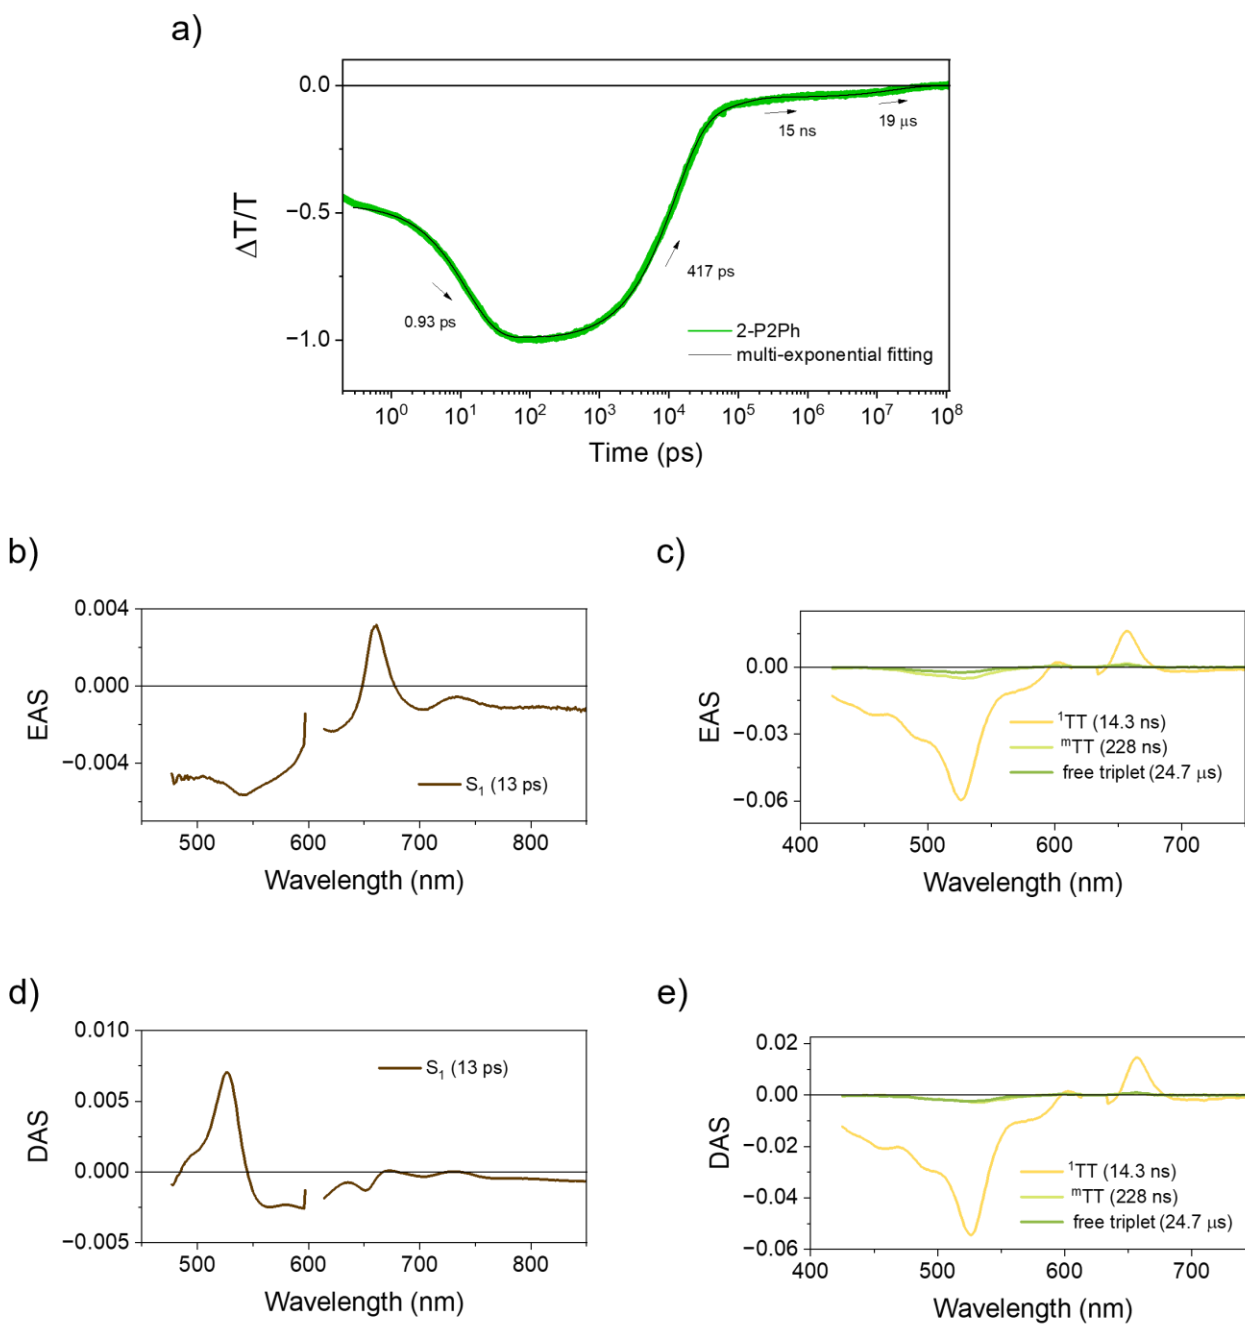 a)
0.0
−0.5
−1.0
ΔT/T
0.93 ps
417 ps
15 ns
19 μs
2-P2Ph
multi-exponential fitting
10⁰ 10¹ 10² 10³ 10⁴ 10⁵ 10⁶ 10⁷ 10⁸
Time (ps)
b)
0.004
0.000
−0.004
EAS
S₁ (13 ps)
500 600 700 800
Wavelength (nm)
c)
0.00
−0.03
−0.06
EAS
¹TT (14.3 ns)
ᵐTT (228 ns)
free triplet (24.7 μs)
400 500 600 700
Wavelength (nm)
d)
0.010
0.005
0.000
−0.005
DAS
S₁ (13 ps)
500 600 700 800
Wavelength (nm)
e)
0.02
0.00
−0.02
−0.04
−0.06
DAS
¹TT (14.3 ns)
ᵐTT (228 ns)
free triplet (24.7 μs)
400 500 600 700
Wavelength (nm)